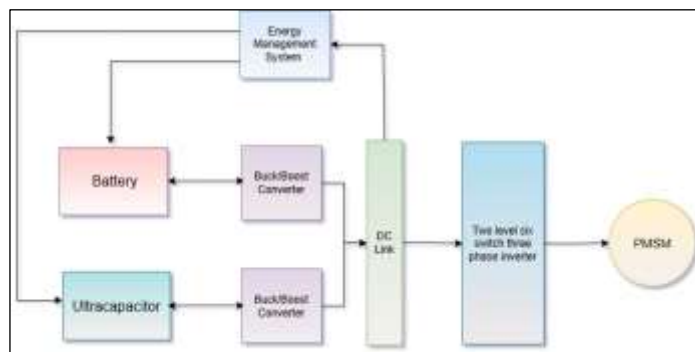 Energy
Management
System
Battery
Buck/Boost
Converter
DC
Link
Two level six
switch three
phase inverter
PMSM
Ultracapacitor
Buck/Boost
Converter